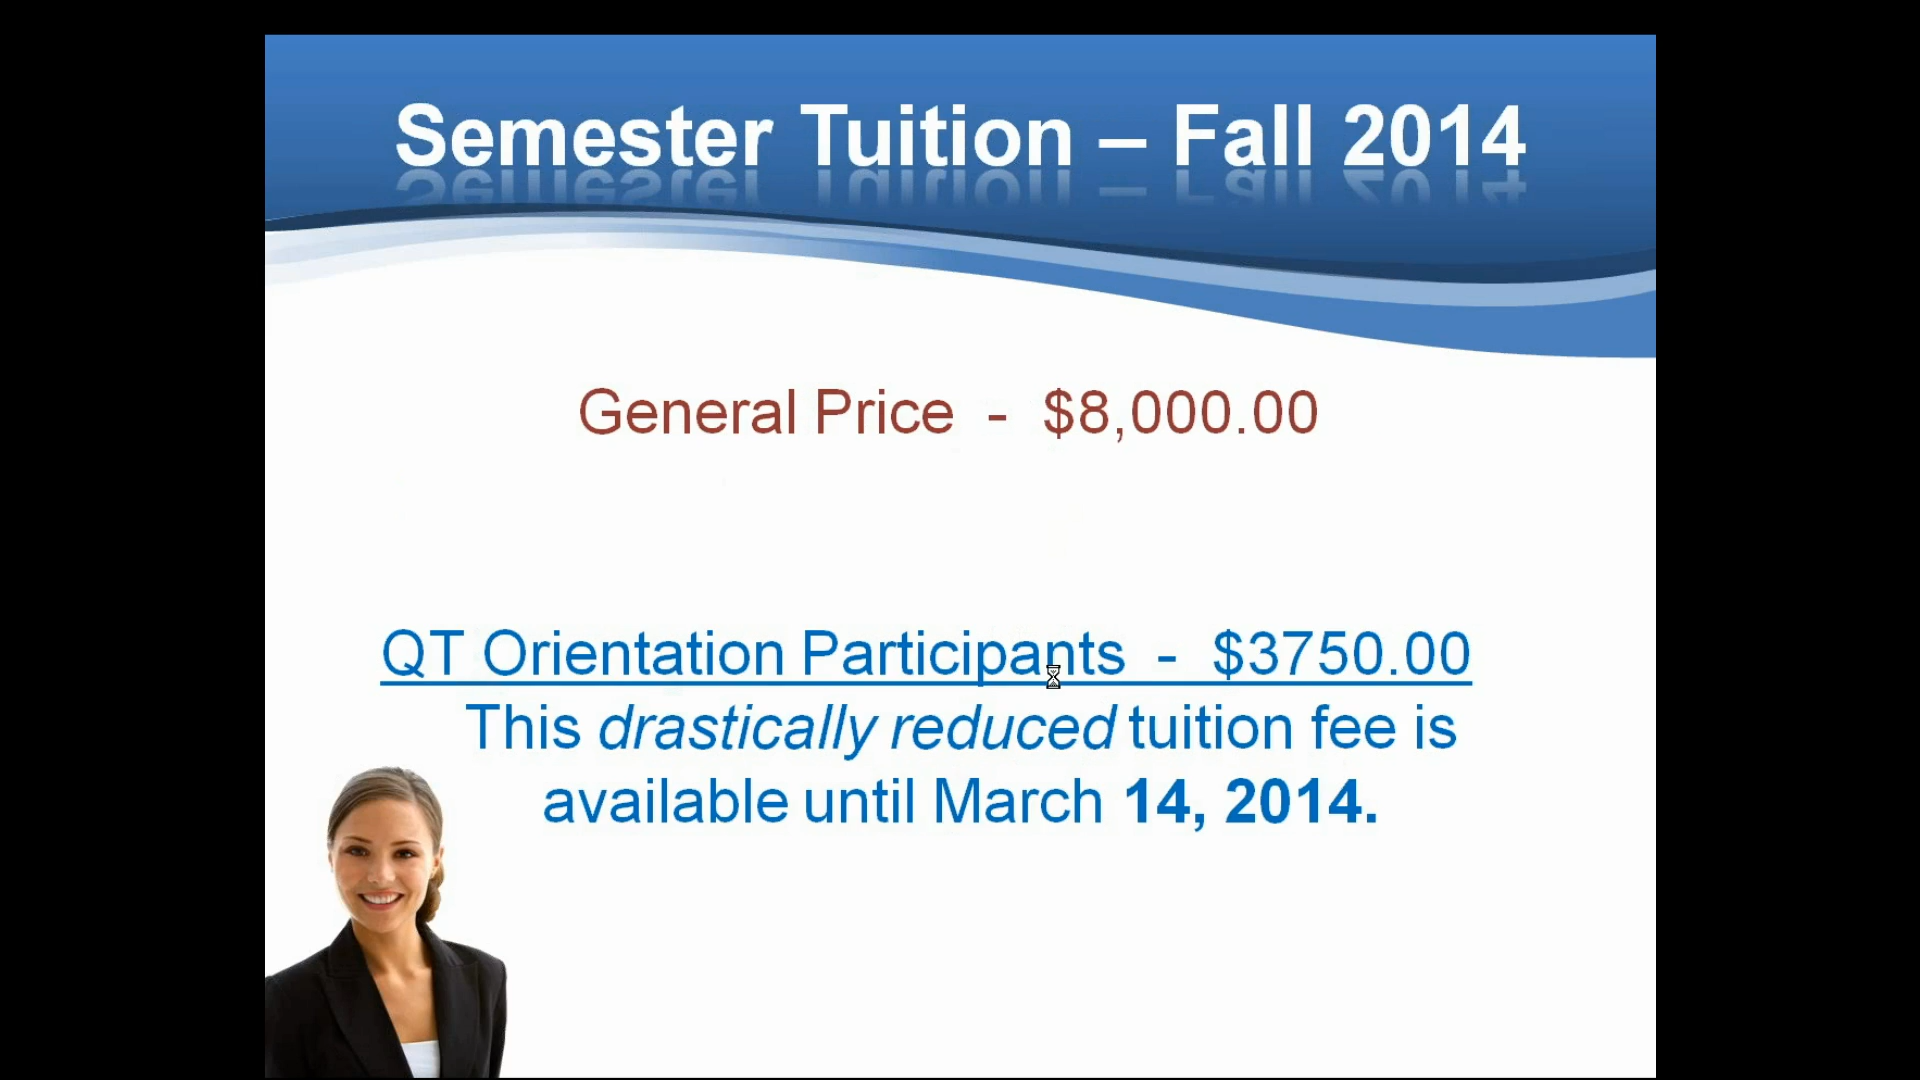 Semester Tuition – Fall 2014
General Price - $8,000.00
QT Orientation Participants - $3750.00
This drastically reduced tuition fee is
available until March 14, 2014.